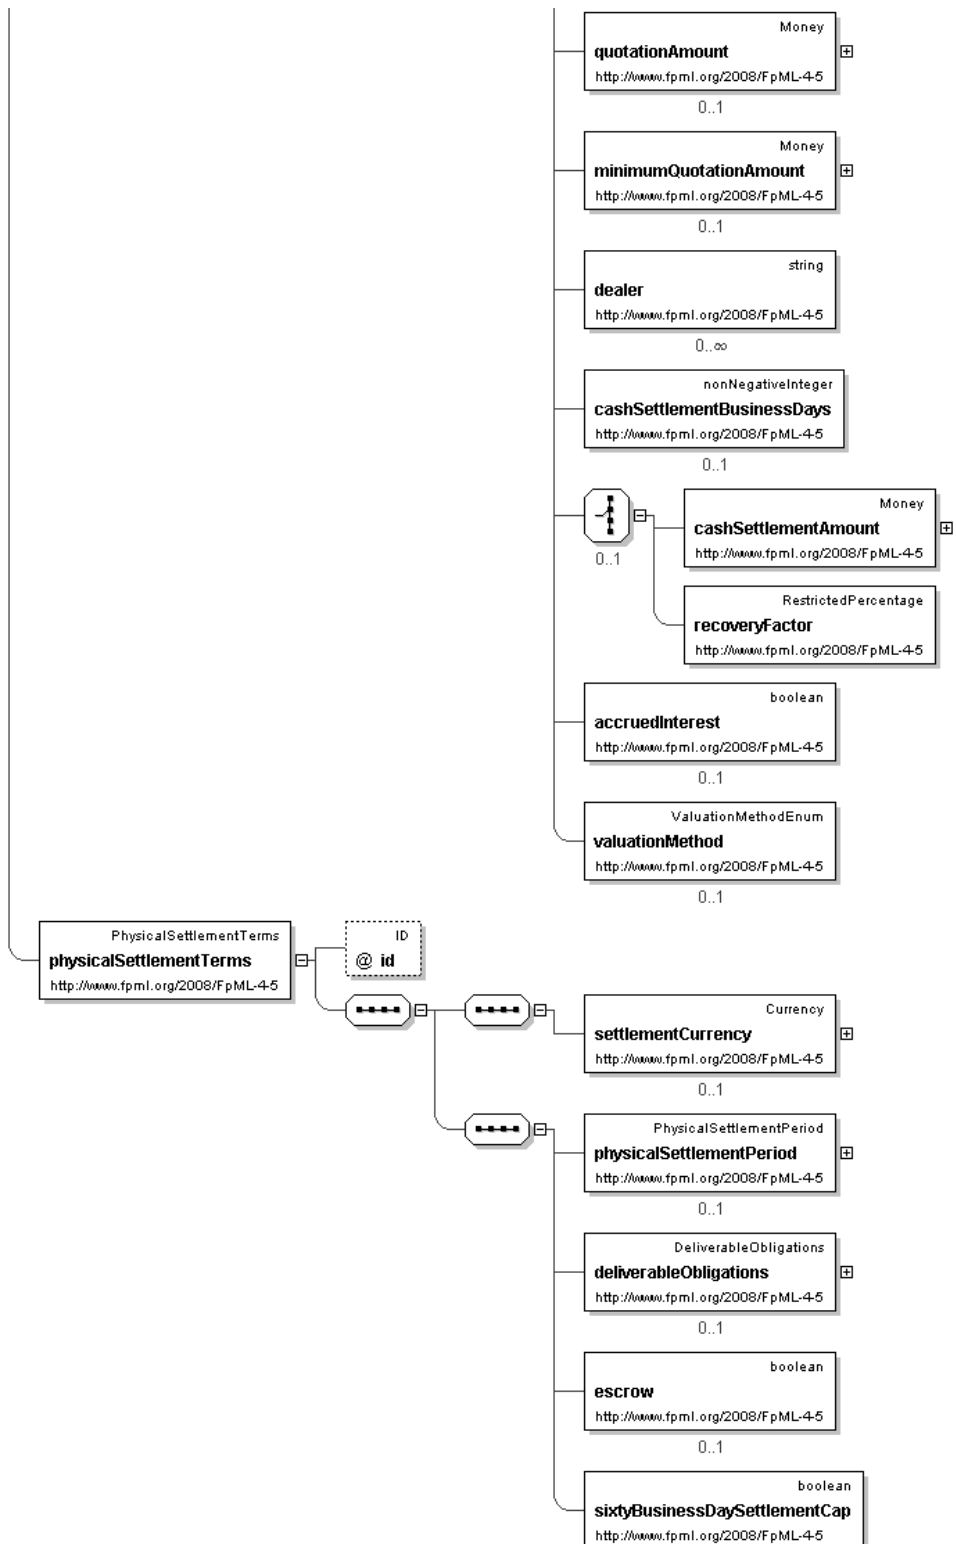 Money
quotationAmount
http://www.fpml.org/2008/FpML-4-5
0..1
Money
minimumQuotationAmount
http://www.fpml.org/2008/FpML-4-5
0..1
string
dealer
http://www.fpml.org/2008/FpML-4-5
0..∞
nonNegativeInteger
cashSettlementBusinessDays
http://www.fpml.org/2008/FpML-4-5
0..1
0..1
Money
cashSettlementAmount
http://www.fpml.org/2008/FpML-4-5
RestrictedPercentage
recoveryFactor
http://www.fpml.org/2008/FpML-4-5
boolean
accruedInterest
http://www.fpml.org/2008/FpML-4-5
0..1
ValuationMethodEnum
valuationMethod
http://www.fpml.org/2008/FpML-4-5
0..1
PhysicalSettlementTerms
physicalSettlementTerms
http://www.fpml.org/2008/FpML-4-5
ID
@ id
Currency
settlementCurrency
http://www.fpml.org/2008/FpML-4-5
0..1
PhysicalSettlementPeriod
physicalSettlementPeriod
http://www.fpml.org/2008/FpML-4-5
0..1
DeliverableObligations
deliverableObligations
http://www.fpml.org/2008/FpML-4-5
0..1
boolean
escrow
http://www.fpml.org/2008/FpML-4-5
0..1
boolean
sixtyBusinessDaySettlementCap
http://www.fpml.org/2008/FpML-4-5